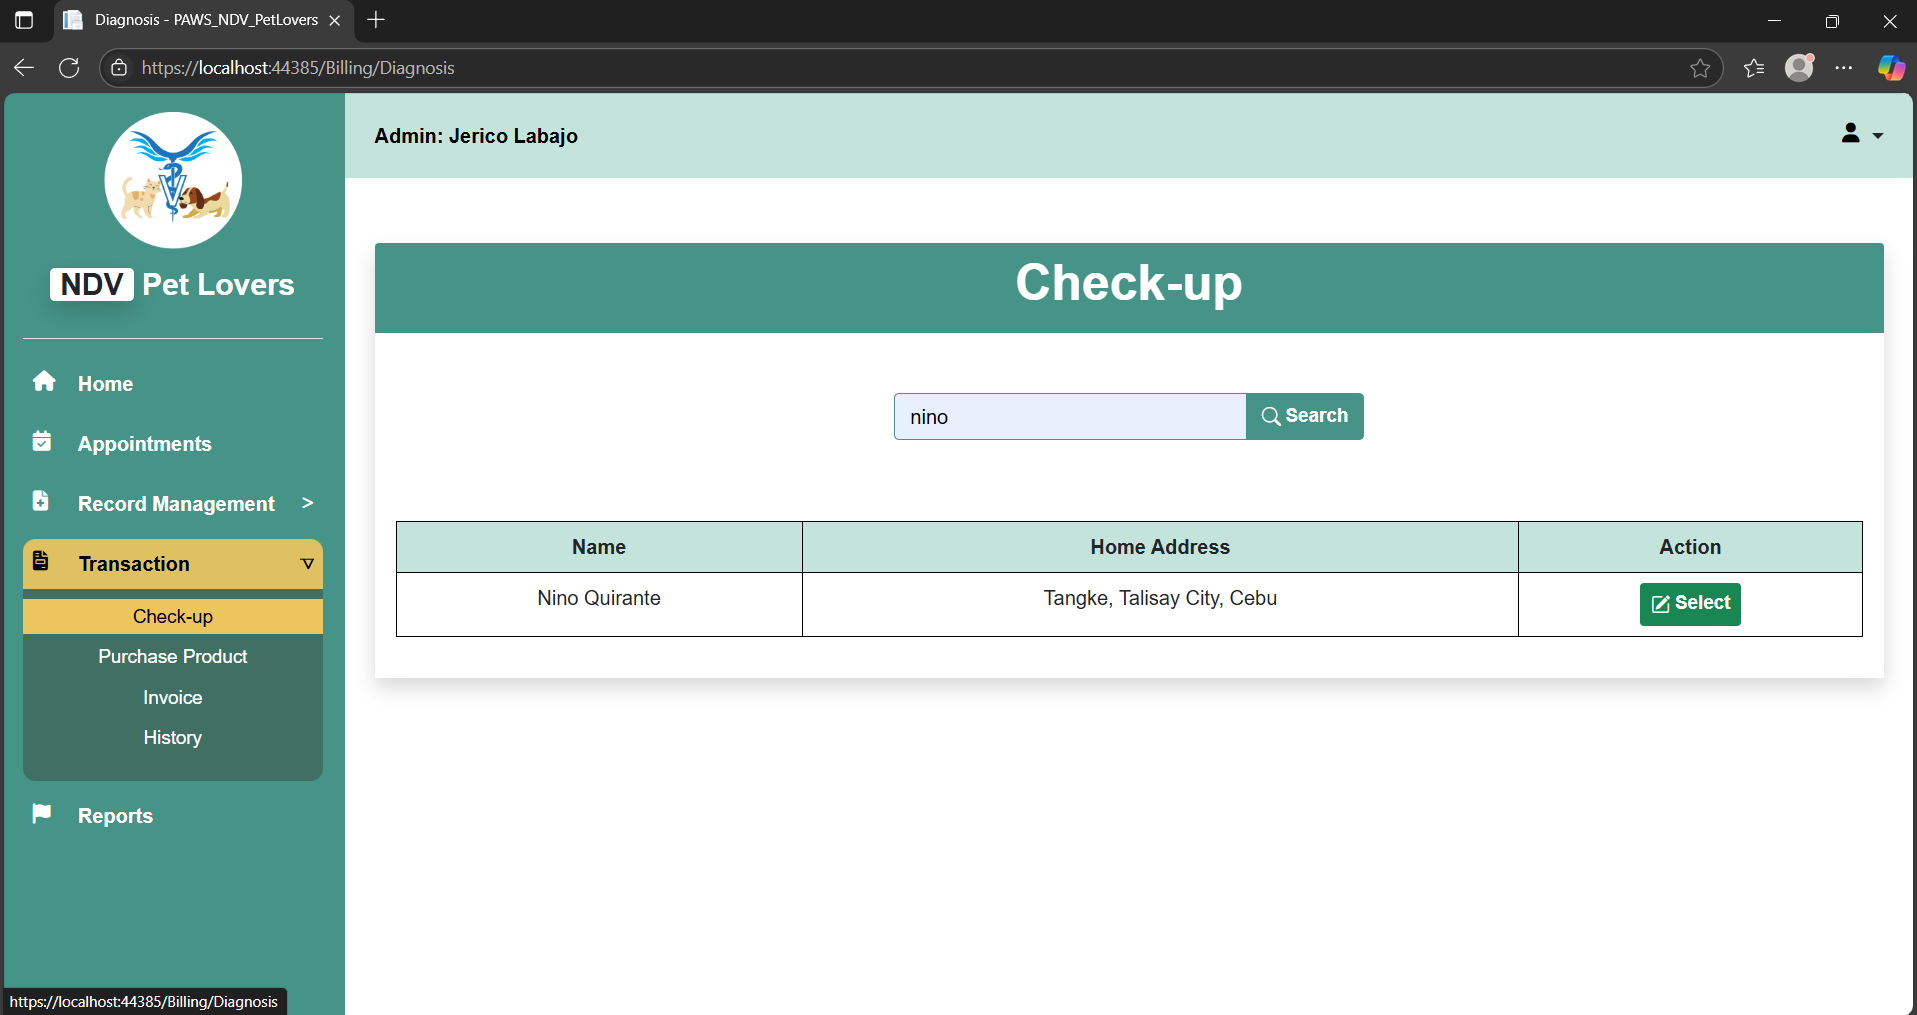 Diagnosis - PAWS_NDV_PetLovers
https://localhost:44385/Billing/Diagnosis
NDV Pet Lovers
Home
Appointments
Record Management >
Transaction
Check-up
Purchase Product
Invoice
History
Reports
Admin: Jerico Labajo
Check-up
nino Search
Name Home Address Action
Nino Quirante Tangke, Talisay City, Cebu Select
https://localhost:44385/Billing/Diagnosis